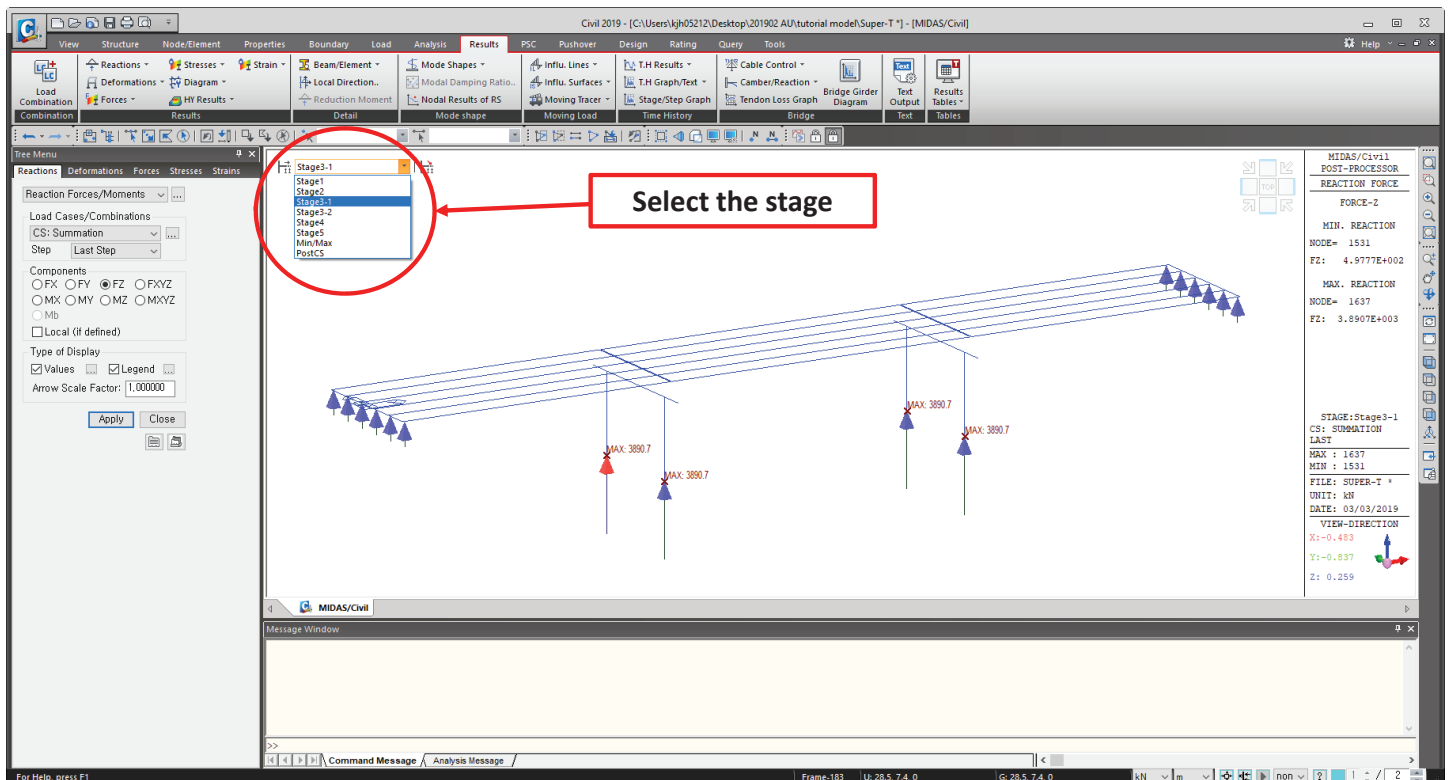 Civil 2019 - [C:\Users\kjh05212\Desktop\201902 AU\tutorial model\Super-T *] - [MIDAS/Civil]
View Structure Node/Element Properties Boundary Load Analysis Results PSC Pushover Design Rating Query Tools Help
Reactions Stresses Strain Beam/Element Mode Shapes Influ. Lines T.H Results Cable Control
Deformations Diagram Local Direction.. Modal Damping Ratio.. Influ. Surfaces T.H Graph/Text Camber/Reaction
Forces HY Results Reduction Moment Nodal Results of RS Moving Tracer Stage/Step Graph Tendon Loss Graph
Load Combination
Bridge Girder Diagram
Text Output
Results Tables
Combination Results Detail Mode shape Moving Load Time History Bridge Text Tables
Tree Menu
Reactions Deformations Forces Stresses Strains
Reaction Forces/Moments ...
Load Cases/Combinations
CS: Summation ...
Step Last Step
Components
FX FY FZ FXYZ
MX MY MZ MXYZ
Mb
Local (if defined)
Type of Display
Values ... Legend ...
Arrow Scale Factor: 1,000000
Apply Close
Stage3-1
Stage1
Stage2
Stage3-1
Stage3-2
Stage4
Stage5
Min/Max
PostCS
Select the stage
TOP
MAX: 3890.7
MAX: 3890.7
MAX: 3890.7
MAX: 3890.7
MIDAS/Civil
POST-PROCESSOR
REACTION FORCE
FORCE-Z
MIN. REACTION
NODE= 1531
FZ: 4.9777E+002
MAX. REACTION
NODE= 1637
FZ: 3.8907E+003
STAGE:Stage3-1
CS: SUMMATION
LAST
MAX : 1637
MIN : 1531
FILE: SUPER-T *
UNIT: kN
DATE: 03/03/2019
VIEW-DIRECTION
X:-0.483
Y:-0.837
Z: 0.259
MIDAS/Civil
Message Window
>>
Command Message Analysis Message
For Help, press F1 Frame-183 U: 28.5, 7.4, 0 G: 28.5, 7.4, 0 kN m non 1 / 2